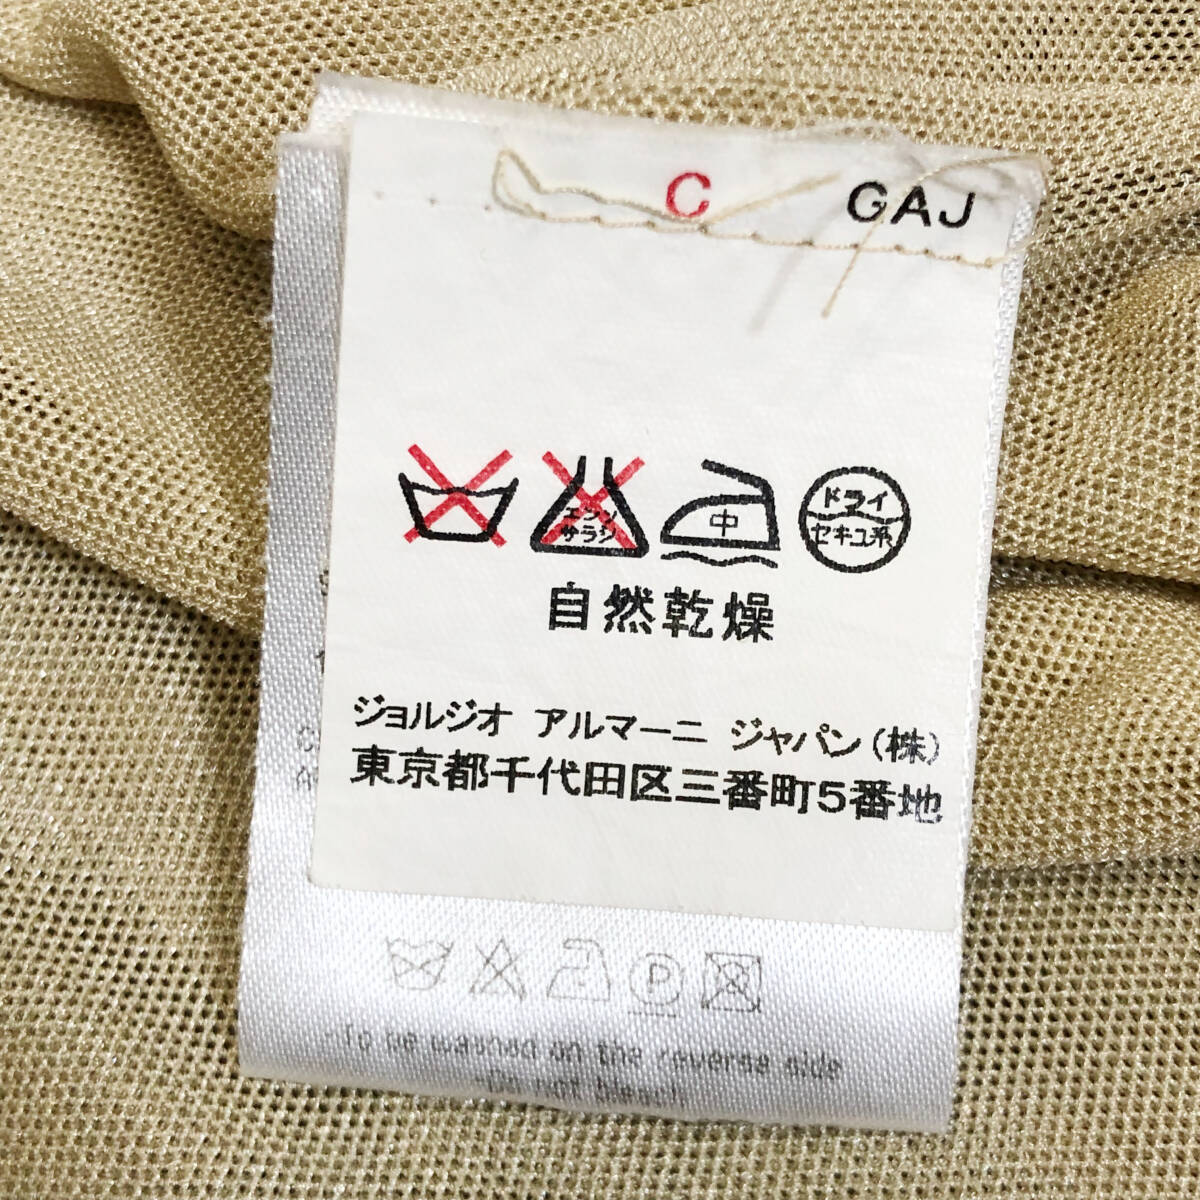 C GAJ
エンソ サラシ
中
ドライ
セキユ系
自然乾燥
ジョルジオ アルマーニ ジャパン(株)
東京都千代田区三番町5番地
P
-To be washed on the reverse side
-Do not bleach